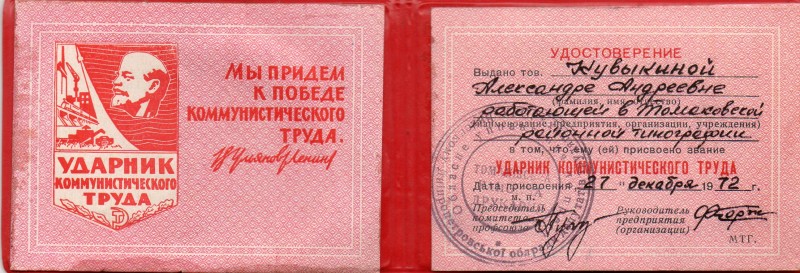 УДАРНИК
КОММУНИСТИЧЕСКОГО
ТРУДА
МЫ ПРИДЕМ
К ПОБЕДЕ
КОММУНИСТИЧЕСКОГО
ТРУДА.
В Ульянов (Ленин)
УДОСТОВЕРЕНИЕ
Выдано тов. Кувыкиной
Александре Андреевне
(фамилия, имя, отчество)
работающей в Томаковской
(наименование предприятия, организации, учреждения)
районной типографии
в том, что ему (ей) присвоено звание
УДАРНИК КОММУНИСТИЧЕСКОГО ТРУДА
Дата присвоения „27" декабря 1972 г.
м. п.
Председатель комитета профсоюза
Руководитель предприятия (организации)
МТГ.